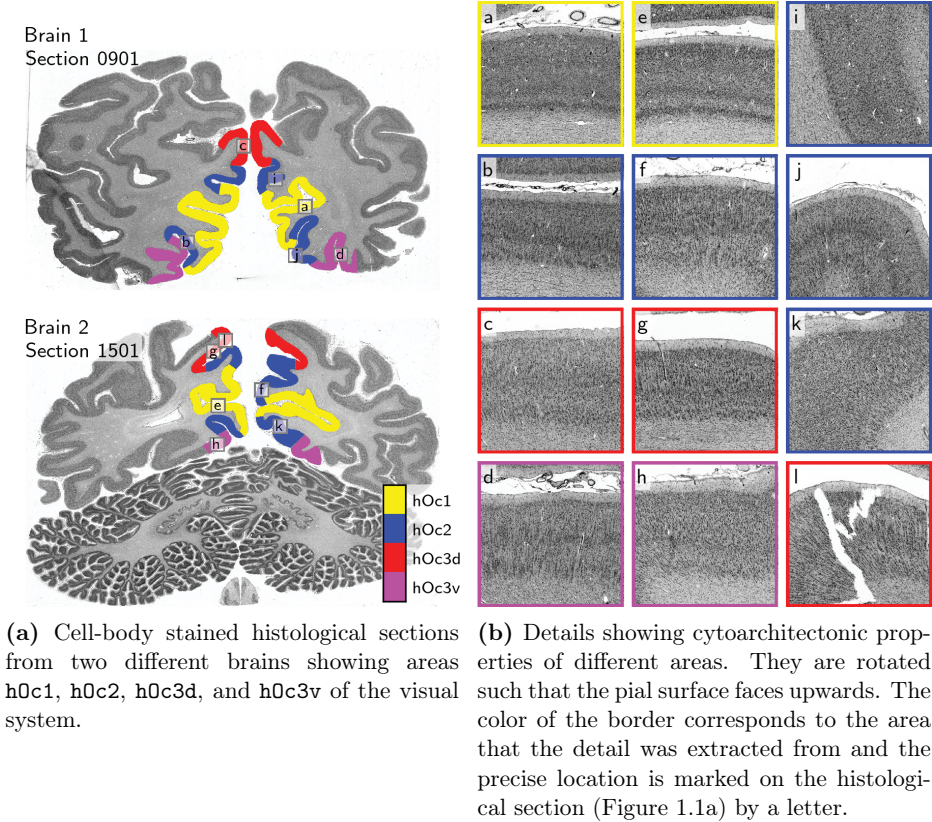 Brain 1
Section 0901
c
i
a
b
j
d
Brain 2
Section 1501
l
g
f
e
k
h
hOc1
hOc2
hOc3d
hOc3v
a
e
i
b
f
j
c
g
k
d
h
l
(a) Cell-body stained histological sections
from two different brains showing areas
hOc1, hOc2, hOc3d, and hOc3v of the visual
system.
(b) Details showing cytoarchitectonic prop-
erties of different areas. They are rotated
such that the pial surface faces upwards. The
color of the border corresponds to the area
that the detail was extracted from and the
precise location is marked on the histologi-
cal section (Figure 1.1a) by a letter.